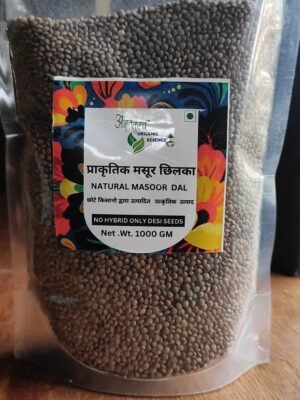 ORGANIC
SCIENCE
प्राकृतिक मसूर छिलका
NATURAL MASOOR DAL
छोटे किसानो द्वारा उत्पादित प्राकृतिक उत्पाद
NO HYBRID ONLY DESI SEEDS
Net .Wt. 1000 GM